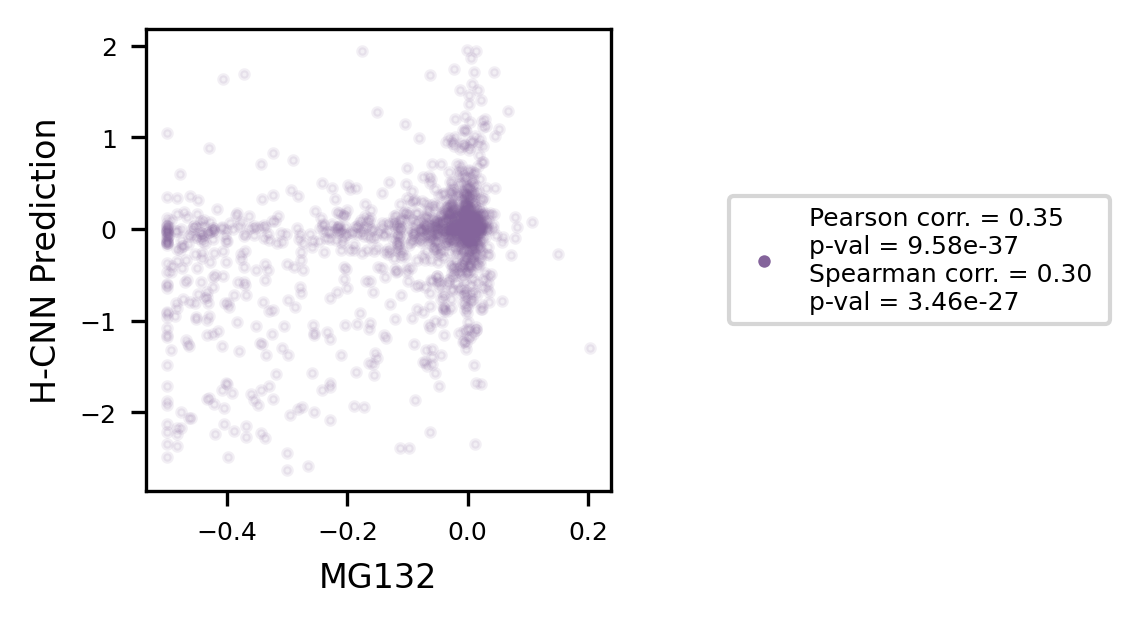 2
1
0
−1
−2
H-CNN Prediction
−0.4
−0.2
0.0
0.2
MG132
Pearson corr. = 0.35
p-val = 9.58e-37
Spearman corr. = 0.30
p-val = 3.46e-27